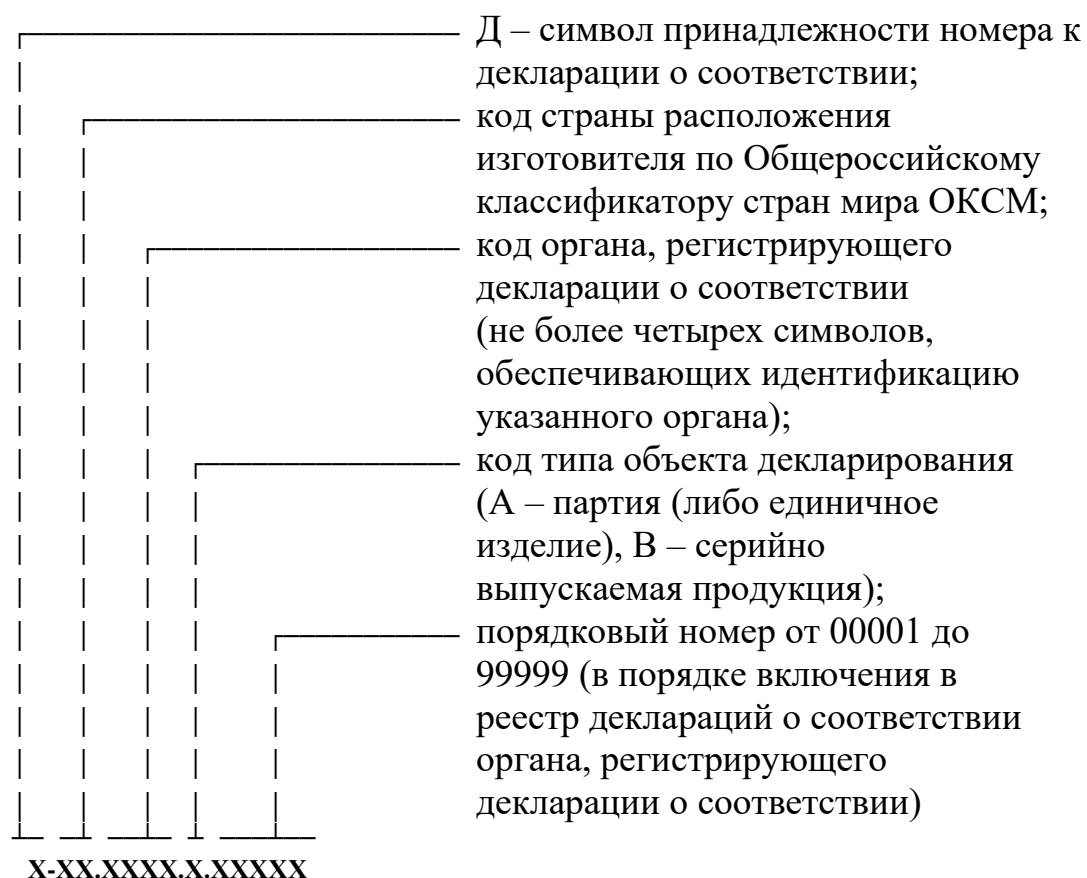 Д – символ принадлежности номера к
декларации о соответствии;
код страны расположения
изготовителя по Общероссийскому
классификатору стран мира ОКСМ;
код органа, регистрирующего
декларации о соответствии
(не более четырех символов,
обеспечивающих идентификацию
указанного органа);
код типа объекта декларирования
(А – партия (либо единичное
изделие), В – серийно
выпускаемая продукция);
порядковый номер от 00001 до
99999 (в порядке включения в
реестр деклараций о соответствии
органа, регистрирующего
декларации о соответствии)
Х-ХХ.ХХХХ.Х.ХХХХХ